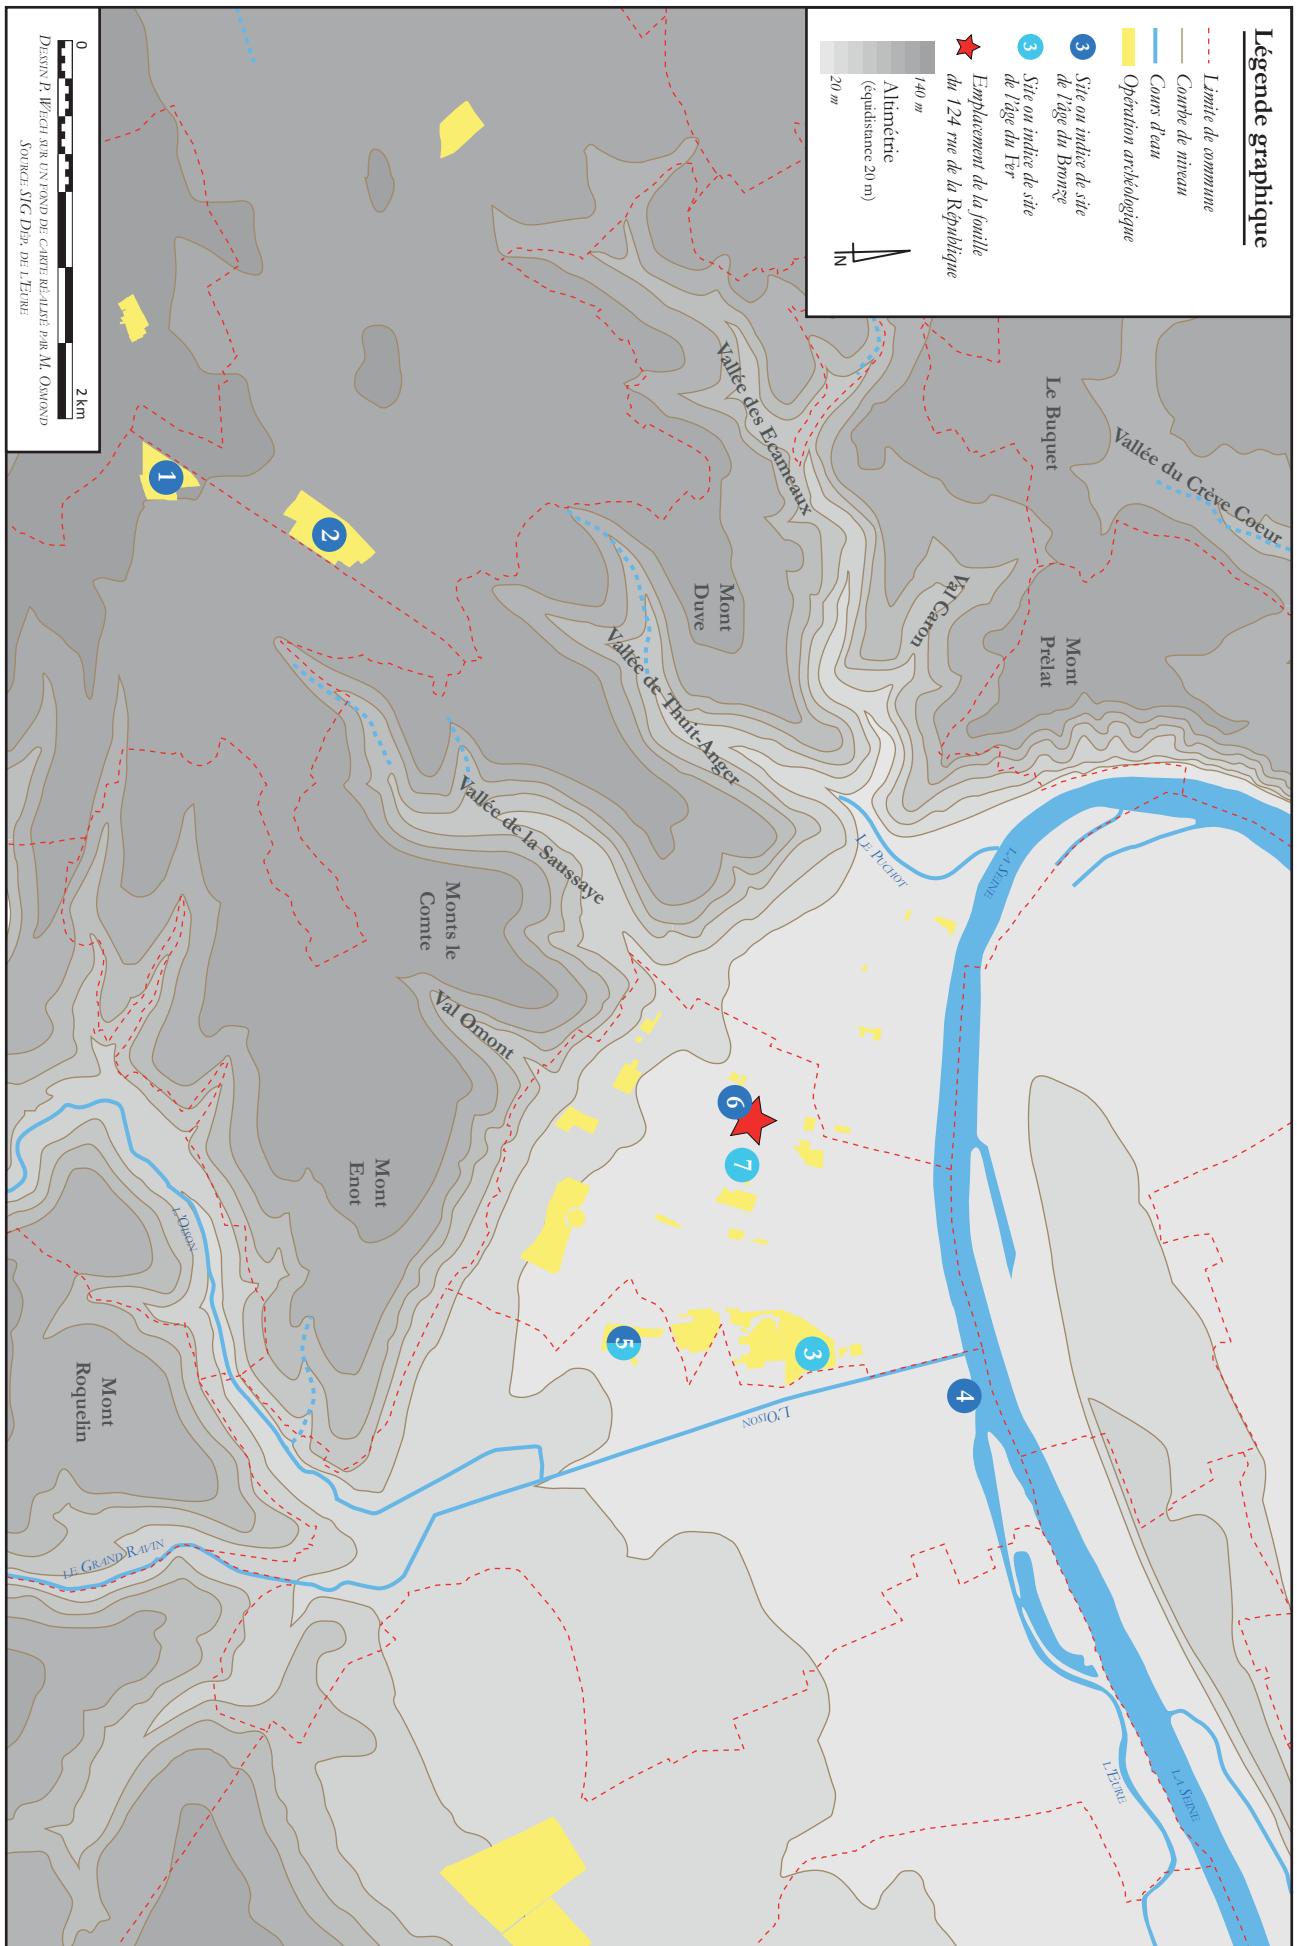 Légende graphique
Limite de commune
Courbe de niveau
Cours d'eau
Opération archéologique
3
Site ou indice de site
de l'âge du Bronze
3
Site ou indice de site
de l'âge du Fer
Emplacement de la fouille
du 124 rue de la République
140 m
Altimétrie
(équidistance 20 m)
20 m
N
Le Buquet
Vallée du Crève Coeur
Vallée des Ecameaux
Val Caron
Mont
Prélat
Mont
Duve
Vallée de Thuit-Anger
Vallée de la Saussaye
Le Puchot
La Seine
Monts le
Comte
Val Omont
Mont
Enot
L'Oison
Mont
Roquelin
Le Grand Ravin
L'Oison
L'Eure
La Seine
1
2
6
7
5
3
4
0
2 km
Dessin P. Wech sur un fond de carte réalisé par M. Osmond
Source SIG Dép. de l'Eure